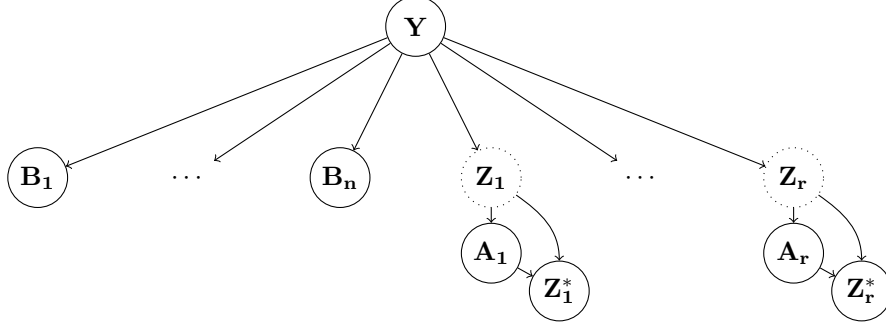 Y
B₁ ... Bₙ Z₁ ... Zᵣ
A₁ Aᵣ
Z₁* Zᵣ*